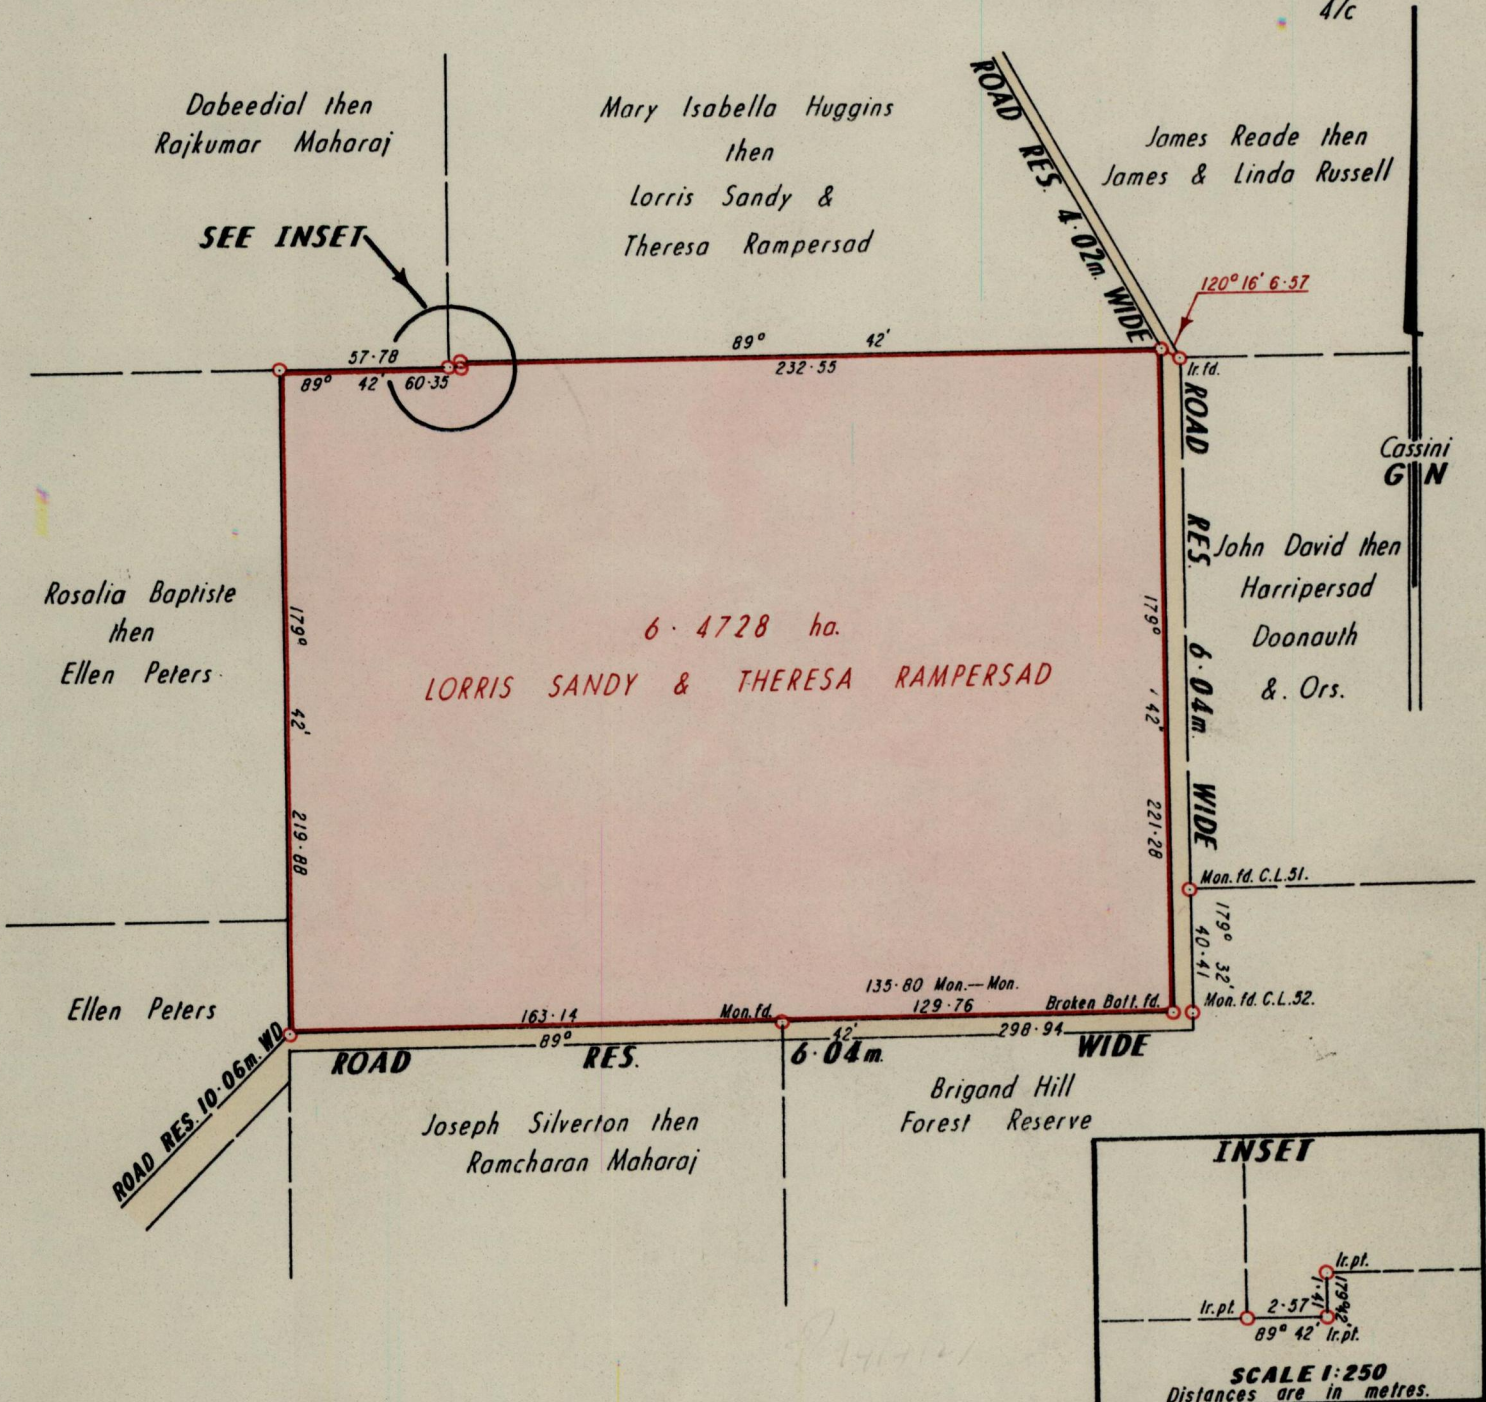 4/c
Dabeedial then
Rajkumar Maharaj
Mary Isabella Huggins
then
Lorris Sandy &
Theresa Rampersad
ROAD RES. 4·02m. WIDE
James Reade then
James & Linda Russell
SEE INSET
120° 16' 6·57
57·78
89° 42' 60·35
89° 42'
232·55
Ir. fd.
ROAD RES. 6·04m. WIDE
Cassini
G N
John David then
Harripersad
Doonauth
& Ors.
Rosalia Baptiste
then
Ellen Peters
179° 42' 219·88
6·4728 ha.
LORRIS SANDY & THERESA RAMPERSAD
179° 42' 221·28
Mon. fd. C.L.51.
179° 32'
40·41
Mon. fd. C.L.52.
Ellen Peters
135·80 Mon.—Mon.
163·14
Mon. fd.
129·76
Broken Bott. fd.
89° 42' 298·94
ROAD RES. 6·04m. WIDE
ROAD RES. 10·06m. WD
Joseph Silverton then
Ramcharan Maharaj
Brigand Hill
Forest Reserve
INSET
Ir. pt.
Ir. pt.
2·57
1·41
179°42'
89° 42'
Ir. pt.
SCALE 1:250
Distances are in metres.